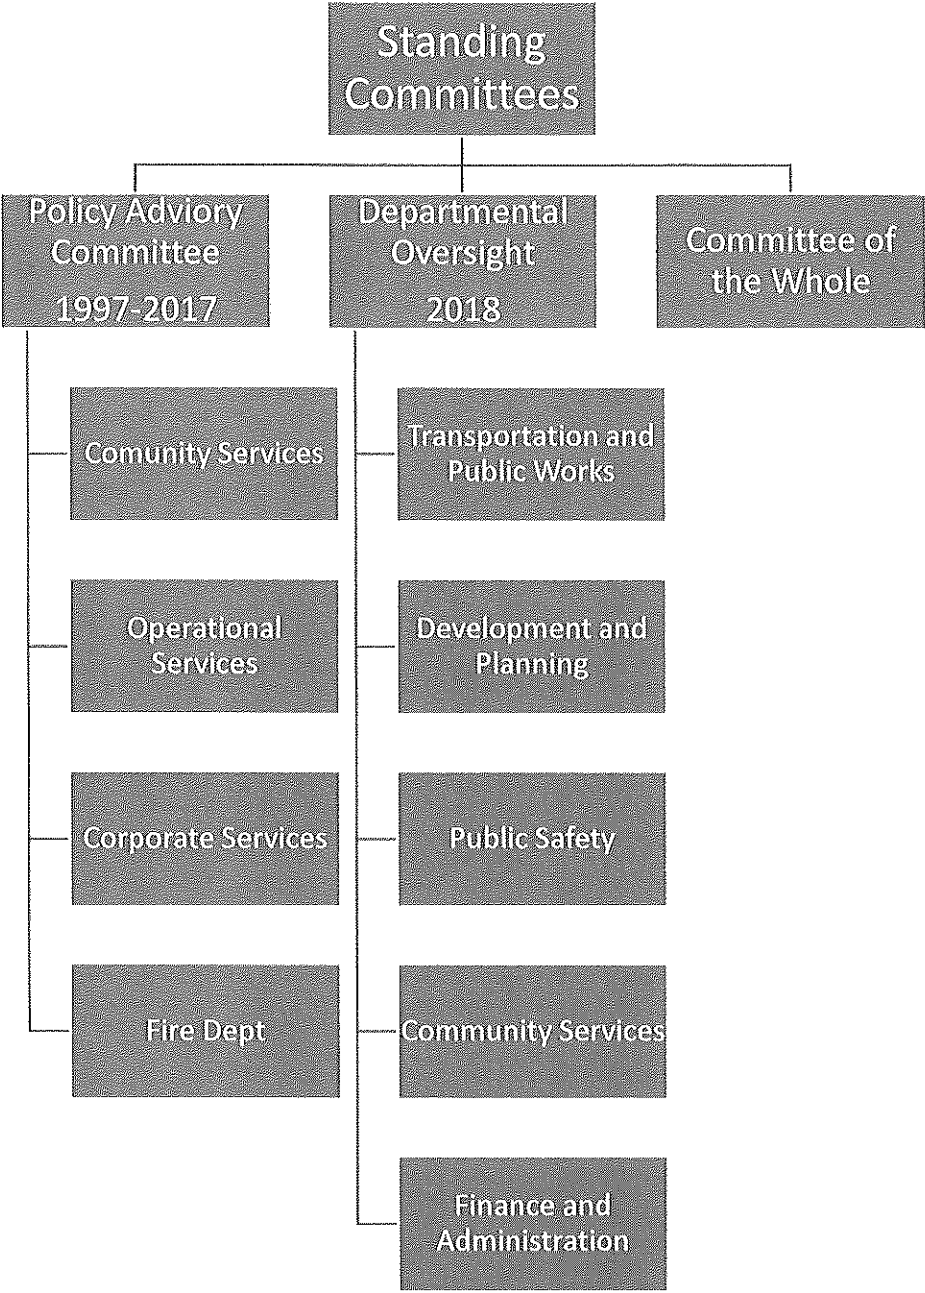 Standing
Committees
Policy Adviory
Committee
1997-2017
Departmental
Oversight
2018
Committee of
the Whole
Comunity Services
Operational
Services
Corporate Services
Fire Dept
Transportation and
Public Works
Development and
Planning
Public Safety
Community Services
Finance and
Administration